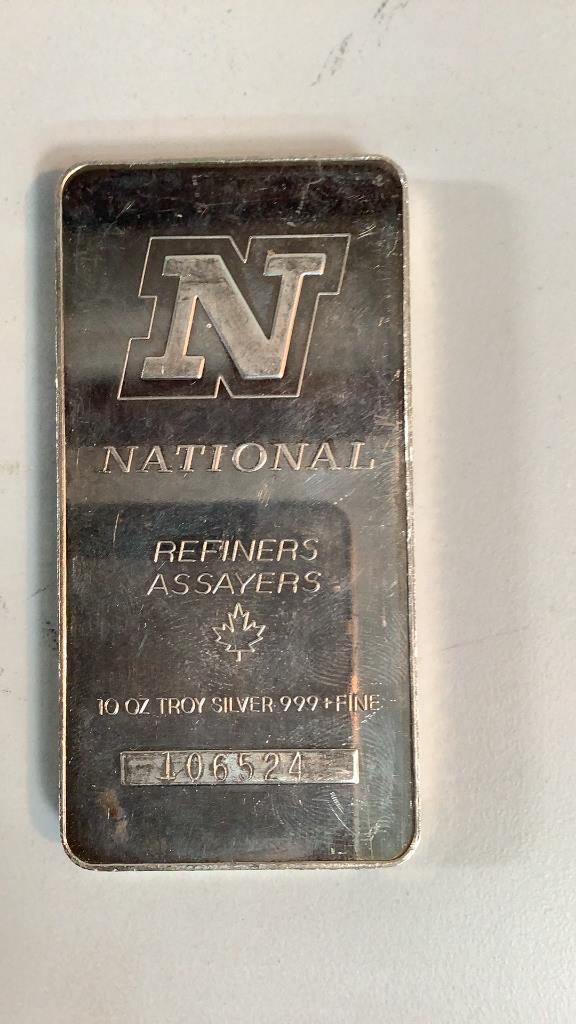 N
NATIONAL
REFINERS
ASSAYERS
10 OZ TROY SILVER 999+FINE
106524